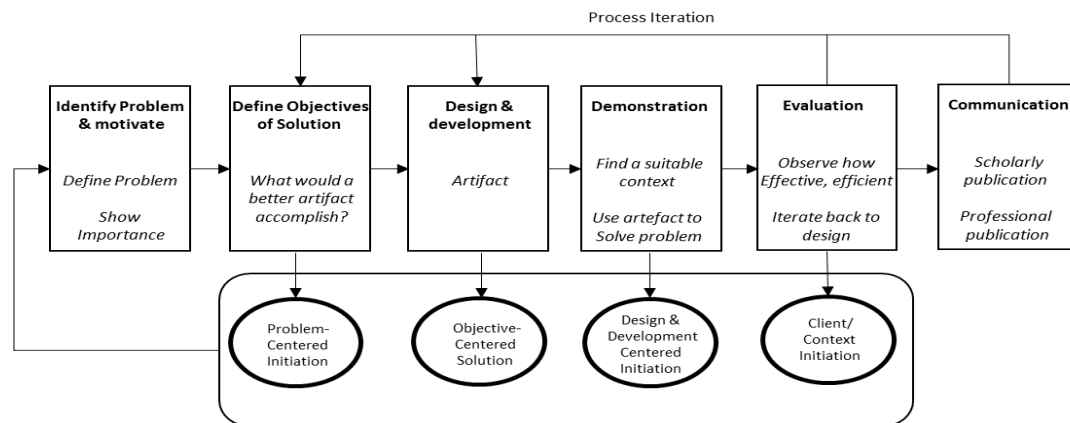 Process Iteration
Identify Problem
& motivate
Define Problem
Show
Importance
Define Objectives
of Solution
What would a
better artifact
accomplish?
Design &
development
Artifact
Demonstration
Find a suitable
context
Use artefact to
Solve problem
Evaluation
Observe how
Effective, efficient
Iterate back to
design
Communication
Scholarly
publication
Professional
publication
Problem-
Centered
Initiation
Objective-
Centered
Solution
Design &
Development
Centered
Initiation
Client/
Context
Initiation